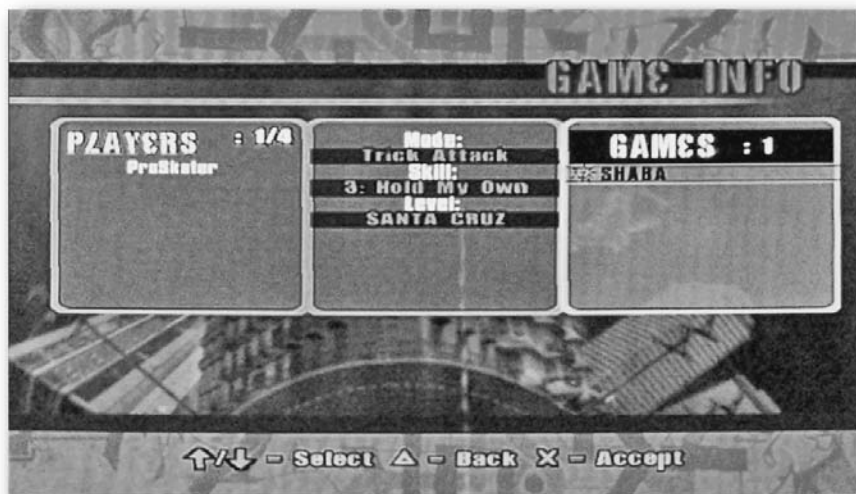 GAME INFO
PLAYERS : 1/4
ProSkater
Mode:
Trick Attack
Skill:
3: Hold My Own
Level:
SANTA CRUZ
GAMES : 1
SHABA
⬆/⬇ = Select △ = Back X = Accept